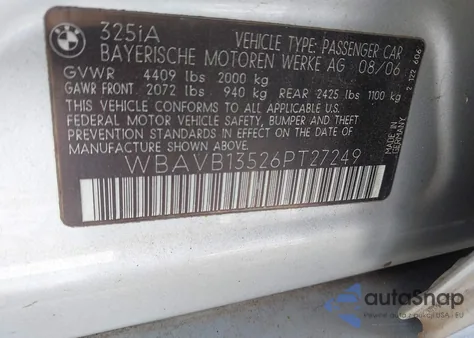 325iA
VEHICLE TYPE: PASSENGER CAR
BAYERISCHE MOTOREN WERKE AG 08/06
GVWR 4409 lbs 2000 kg
GAWR FRONT 2072 lbs 940 kg REAR 2425 lbs 1100 kg
THIS VEHICLE CONFORMS TO ALL APPLICABLE U.S.
FEDERAL MOTOR VEHICLE SAFETY, BUMPER, AND
THEFT PREVENTION STANDARDS IN EFFECT ON THE
DATE OF MANUFACTURE SHOWN ABOVE.
WBAVB13526PT27249
MADE IN
GERMANY
autoSnap